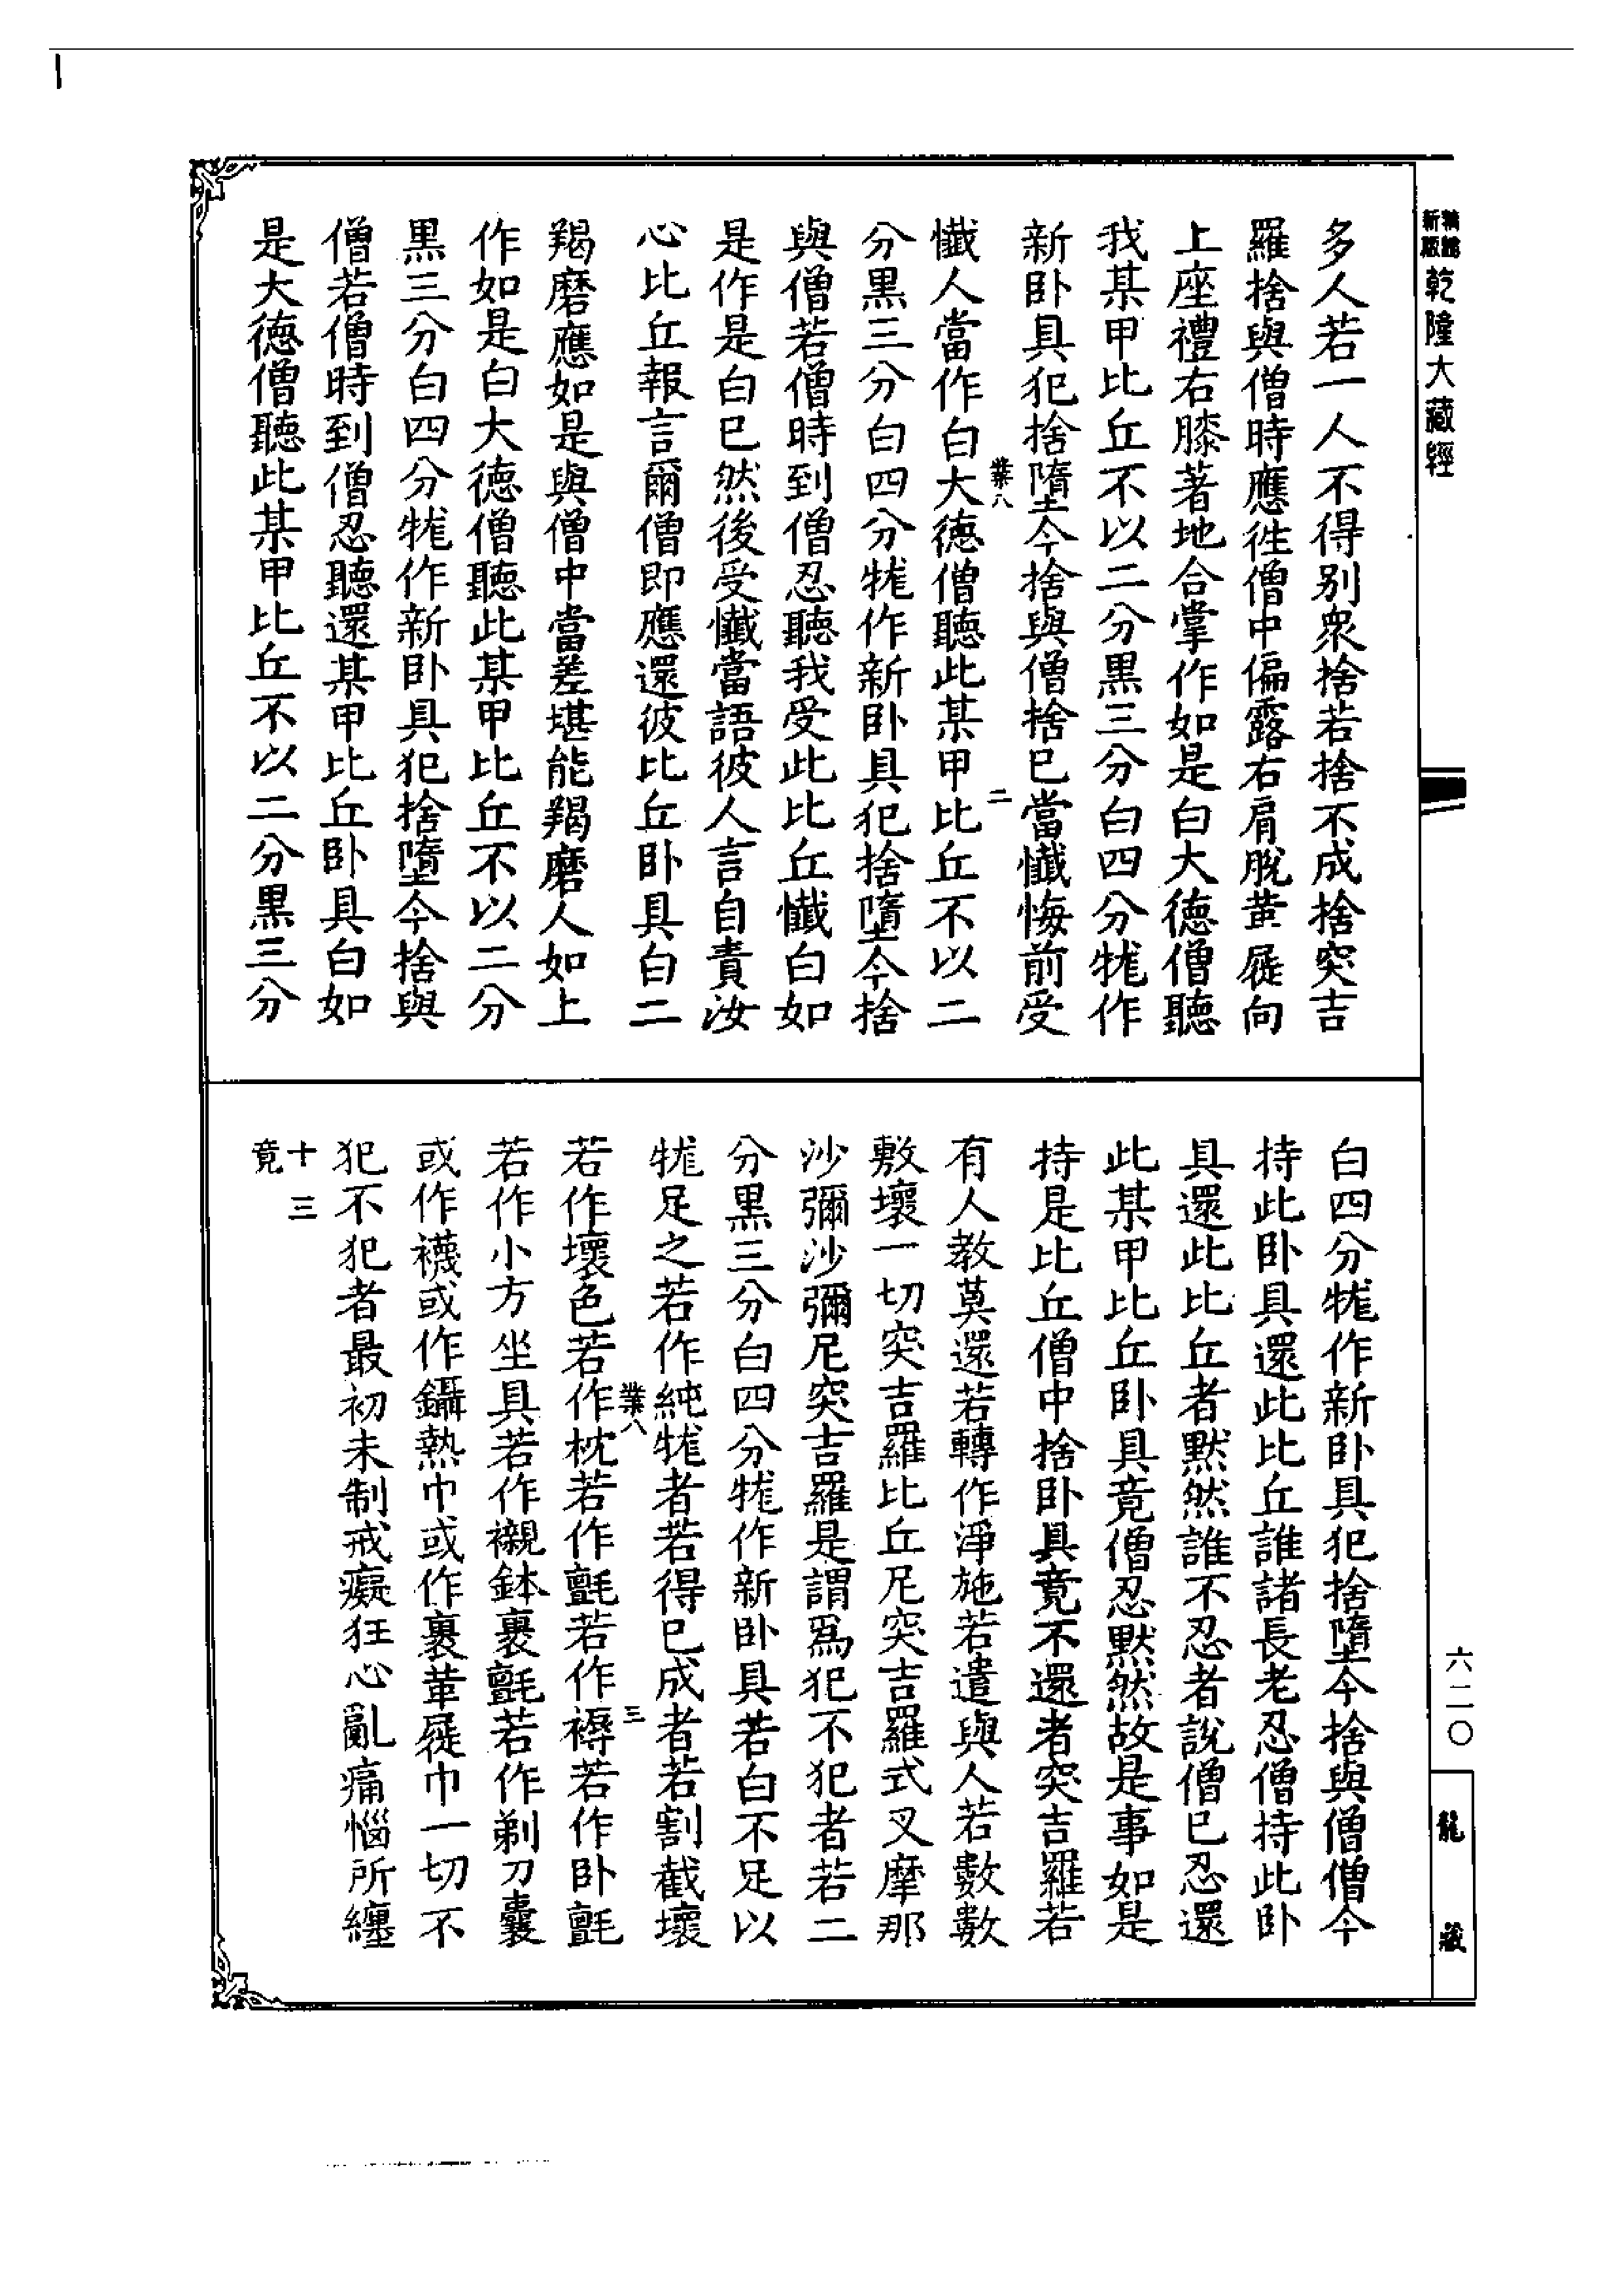 精誠
新版
乾隆大藏經
多人若一人不得別衆捨若捨不成捨突吉
羅捨與僧時應徃僧中偏露右肩脫革屣向
上座禮右膝著地合掌作如是白大德僧聽
我某甲比丘不以二分黑三分白四分牻作
新卧具犯捨墮今捨與僧捨已當懺悔前受
業八
二
懺人當作白大德僧聽此某甲比丘不以二
分黑三分白四分牻作新卧具犯捨墮今捨
與僧若僧時到僧忍聽我受此比丘懺白如
是作是白已然後受懺當語彼人言自責汝
心比丘報言爾僧即應還彼比丘卧具白二
羯磨應如是與僧中當差堪能羯磨人如上
作如是白大德僧聽此某甲比丘不以二分
黑三分白四分牻作新卧具犯捨墮今捨與
僧若僧時到僧忍聽還某甲比丘卧具白如
是大德僧聽此某甲比丘不以二分黑三分
白四分牻作新卧具犯捨墮今捨與僧僧今
持此卧具還此比丘誰諸長老忍僧持此卧
具還此比丘者默然誰不忍者說僧已忍還
此某甲比丘卧具竟僧忍默然故是事如是
持是比丘僧中捨卧具竟不還者突吉羅若
有人教莫還若轉作淨施若遣與人若數數
敷壞一切突吉羅比丘尼突吉羅式叉摩那
沙彌沙彌尼突吉羅是謂爲犯不犯者若二
分黑三分白四分牻作新卧具若白不足以
牻足之若作純牻者若得已成者若割截壞
業八
三
若作壞色若作枕若作氈若作褥若作卧氈
若作小方坐具若作襯鉢裹氈若作剃刀囊
或作襪或作鑷熱巾或作裹革屣巾一切不
犯不犯者最初未制戒癡狂心亂痛惱所纏
十三
竟
六二〇
龍藏